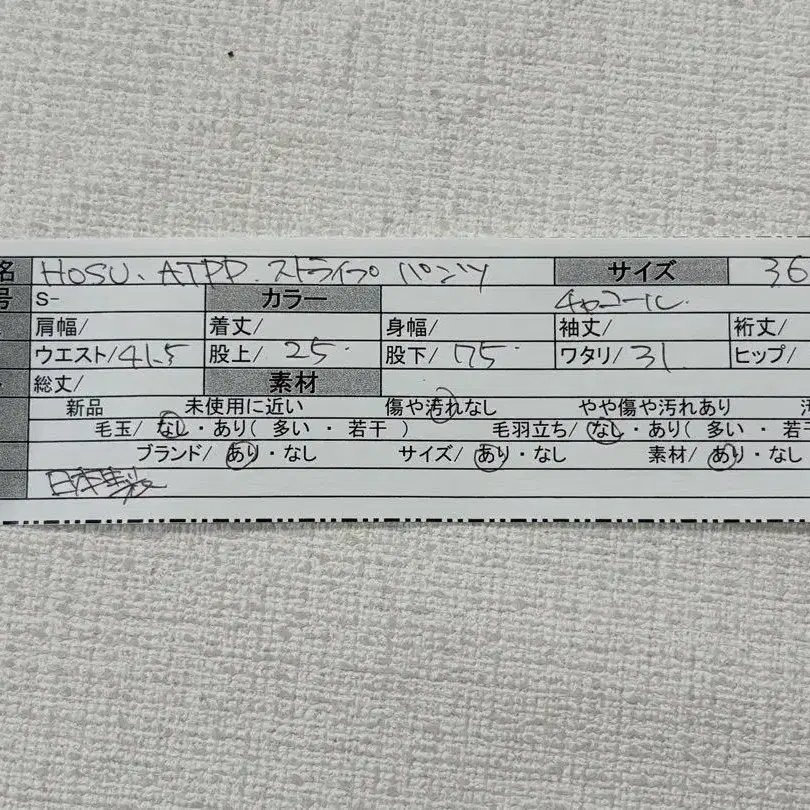 名 HOSU、ATPP.ストライプ パンツ サイズ 36
号 S- カラー チャコール.
肩幅/ 着丈/ 身幅/ 袖丈/ 裄丈/
ウエスト/41.5 股上/ 25. 股下/ 75. ワタリ/31. ヒップ/
総丈/ 素材
新品 未使用に近い 傷や汚れなし やや傷や汚れあり
毛玉/ なし・あり( 多い ・ 若干 ) 毛羽立ち/ なし・あり( 多い ・ 若干
ブランド/ あり・なし サイズ/ あり・なし 素材/ あり・なし
日本製